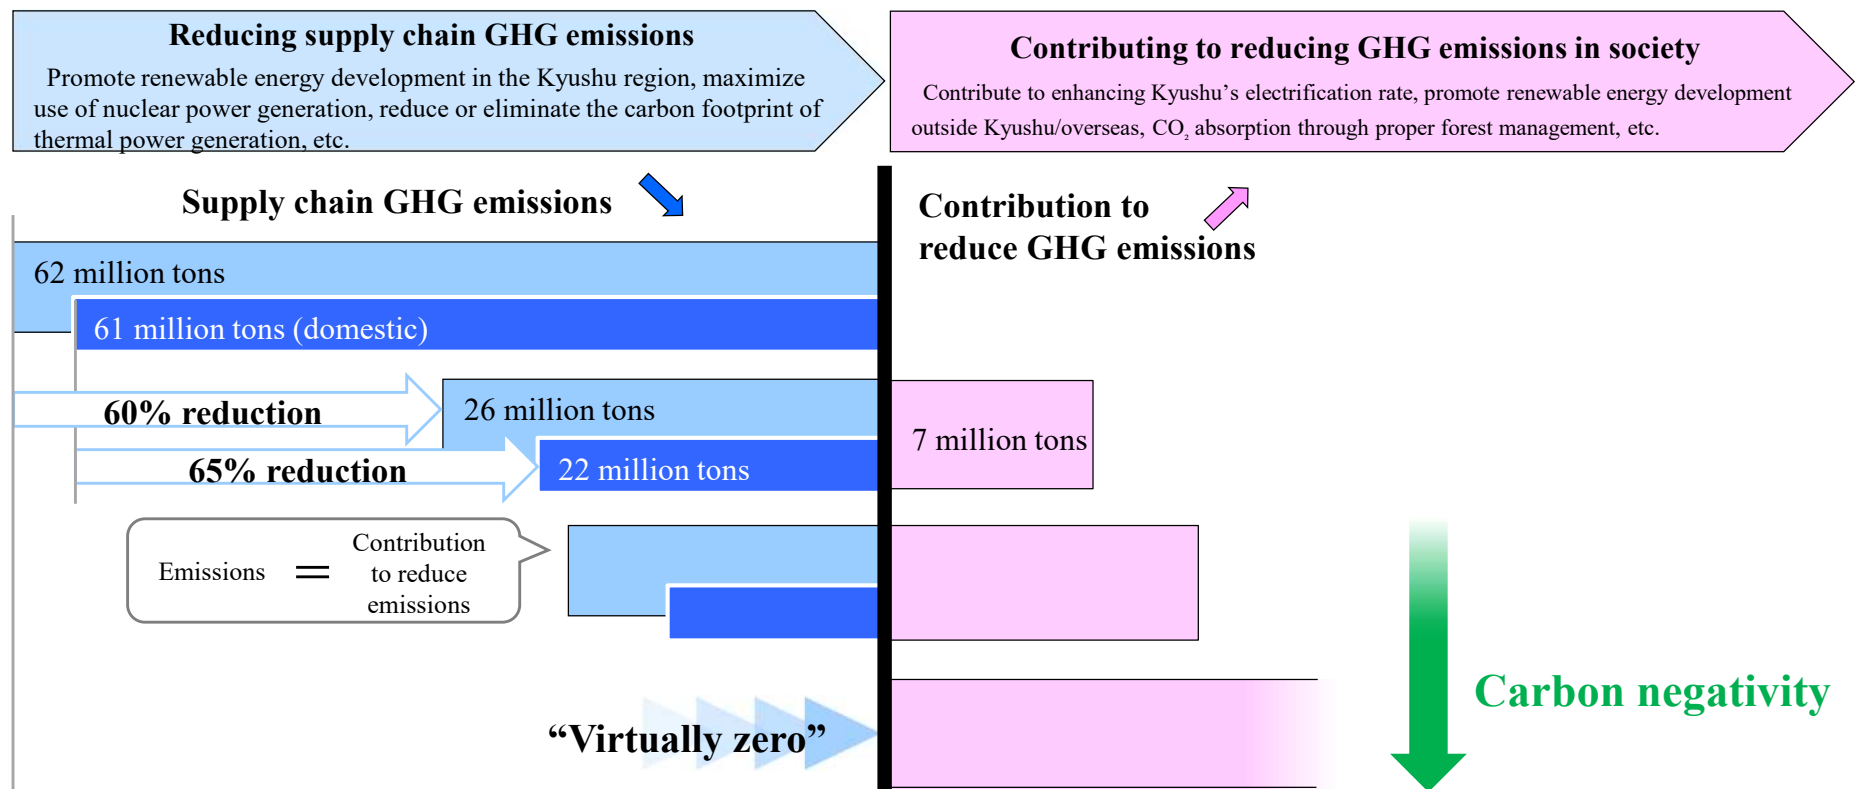 Reducing supply chain GHG emissions
Promote renewable energy development in the Kyushu region, maximize
use of nuclear power generation, reduce or eliminate the carbon footprint of
thermal power generation, etc.
Contributing to reducing GHG emissions in society
Contribute to enhancing Kyushu’s electrification rate, promote renewable energy development
outside Kyushu/overseas, CO₂ absorption through proper forest management, etc.
Supply chain GHG emissions
Contribution to
reduce GHG emissions
62 million tons
61 million tons (domestic)
60% reduction
26 million tons
7 million tons
65% reduction
22 million tons
Emissions = Contribution
to reduce
emissions
“Virtually zero”
Carbon negativity